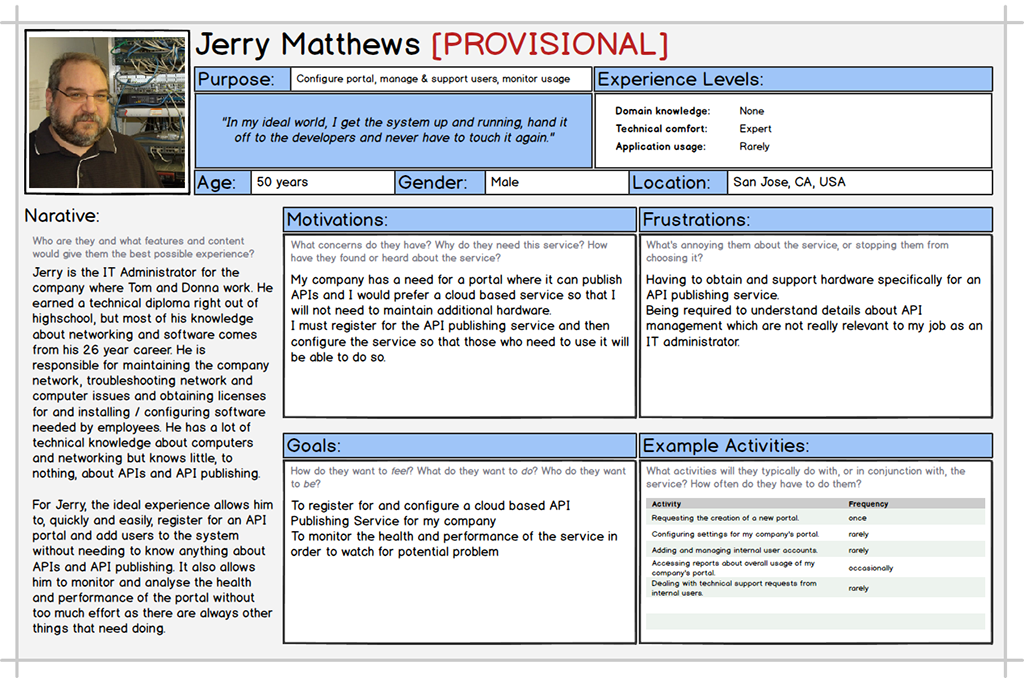 Jerry Matthews [PROVISIONAL]
Purpose:
Configure portal, manage & support users, monitor usage
Experience Levels:
"In my ideal world, I get the system up and running, hand it
off to the developers and never have to touch it again."
Domain knowledge: None
Technical comfort: Expert
Application usage: Rarely
Age: 50 years
Gender: Male
Location: San Jose, CA, USA
Narative:
Who are they and what features and content
would give them the best possible experience?
Jerry is the IT Administrator for the
company where Tom and Donna work. He
earned a technical diploma right out of
highschool, but most of his knowledge
about networking and software comes
from his 26 year career. He is
responsible for maintaining the company
network, troubleshooting network and
computer issues and obtaining licenses
for and installing / configuring software
needed by employees. He has a lot of
technical knowledge about computers
and networking but knows little, to
nothing, about APIs and API publishing.
For Jerry, the ideal experience allows him
to, quickly and easily, register for an API
portal and add users to the system
without needing to know anything about
APIs and API publishing. It also allows
him to monitor and analyse the health
and performance of the portal without
too much effort as there are always other
things that need doing.
Motivations:
What concerns do they have? Why do they need this service? How
have they found or heard about the service?
My company has a need for a portal where it can publish
APIs and I would prefer a cloud based service so that I
will not need to maintain additional hardware.
I must register for the API publishing service and then
configure the service so that those who need to use it will
be able to do so.
Frustrations:
What's annoying them about the service, or stopping them from
choosing it?
Having to obtain and support hardware specifically for an
API publishing service.
Being required to understand details about API
management which are not really relevant to my job as an
IT administrator.
Goals:
How do they want to feel? What do they want to do? Who do they want
to be?
To register for and configure a cloud based API
Publishing Service for my company
To monitor the health and performance of the service in
order to watch for potential problem
Example Activities:
What activities will they typically do with, or in conjunction with, the
service? How often do they have to do them?
Activity Frequency
Requesting the creation of a new portal. once
Configuring settings for my company's portal. rarely
Adding and managing internal user accounts. rarely
Accessing reports about overall usage of my
company's portal. occasionally
Dealing with technical support requests from
internal users. rarely